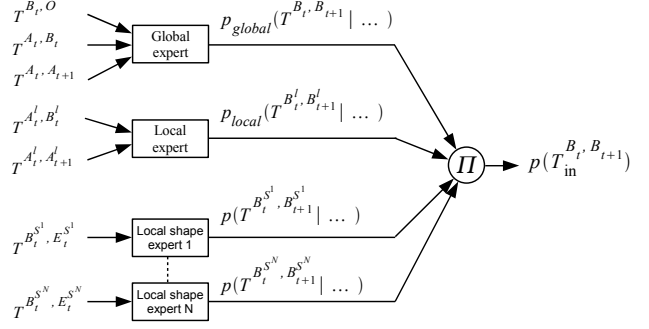 T^{B_t, O}
T^{A_t, B_t}
T^{A_t, A_{t+1}}
Global
expert
p_{global}(T^{B_t, B_{t+1}} | … )
T^{A_t^l, B_t^l}
T^{A_t^l, A_{t+1}^l}
Local
expert
p_{local}(T^{B_t^l, B_{t+1}^l} | … )
Π
p(T_{in}^{B_t, B_{t+1}})
T^{B_t^{S^1}, E_t^{S^1}}
Local shape
expert 1
p(T^{B_t^{S^1}, B_{t+1}^{S^1}} | … )
T^{B_t^{S^N}, E_t^{S^N}}
Local shape
expert N
p(T^{B_t^{S^N}, B_{t+1}^{S^N}} | … )